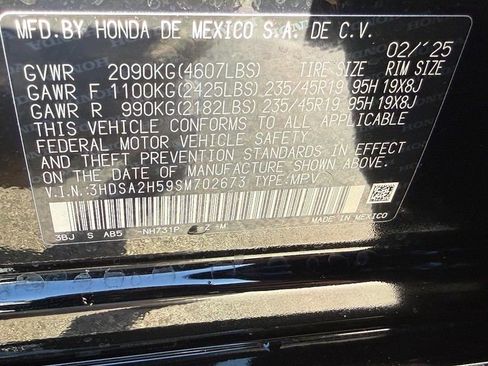 MFD.BY HONDA DE MEXICO S.A. DE C.V.
02/'25
GVWR 2090KG(4607LBS) TIRE SIZE RIM SIZE
GAWR F 1100KG(2425LBS) 235/45R19 95H 19X8J
GAWR R 990KG(2182LBS) 235/45R19 95H 19X8J
THIS VEHICLE CONFORMS TO ALL APPLICABLE
FEDERAL MOTOR VEHICLE SAFETY
STANDARDS IN EFFECT
ON THE DATE OF MANUFACTURE SHOWN ABOVE.
V.I.N.:3HDSA2H59SM702673 TYPE:MPV
3BJ S AB5 -NH731P- Z -M-
MADE IN MEXICO